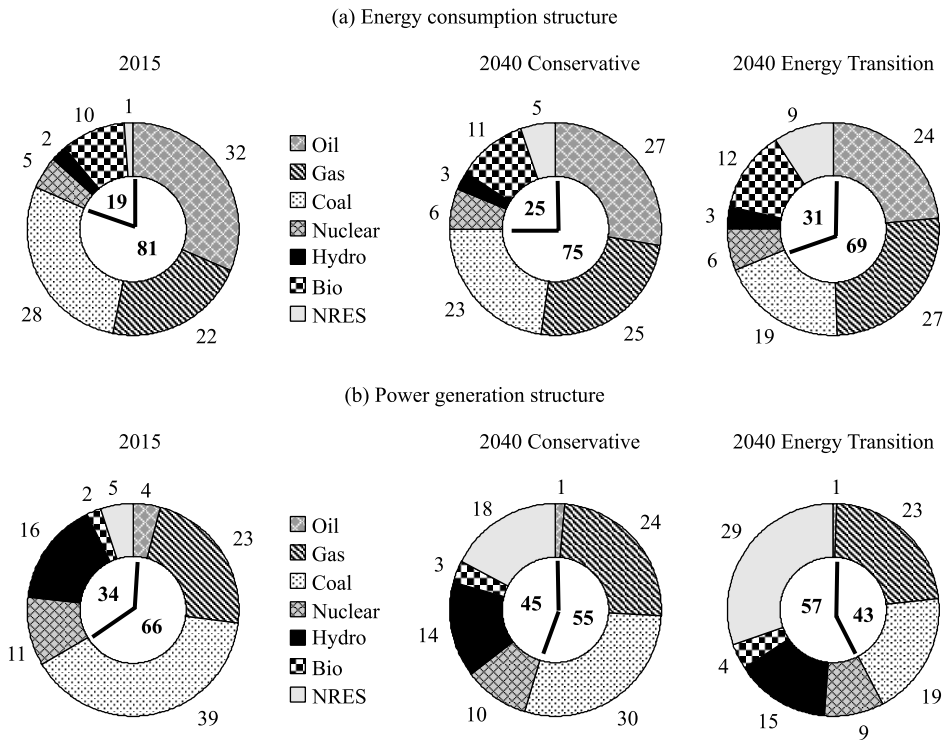 (a) Energy consumption structure
2015
2040 Conservative
2040 Energy Transition
1
10
2
5
32
19
81
28
22
Oil
Gas
Coal
Nuclear
Hydro
Bio
NRES
5
11
3
6
27
25
75
23
25
9
12
3
6
24
31
69
19
27
(b) Power generation structure
2015
2040 Conservative
2040 Energy Transition
2
5
4
16
23
34
66
11
39
Oil
Gas
Coal
Nuclear
Hydro
Bio
NRES
1
18
24
3
45
55
14
10
30
1
29
23
57
43
4
15
9
19